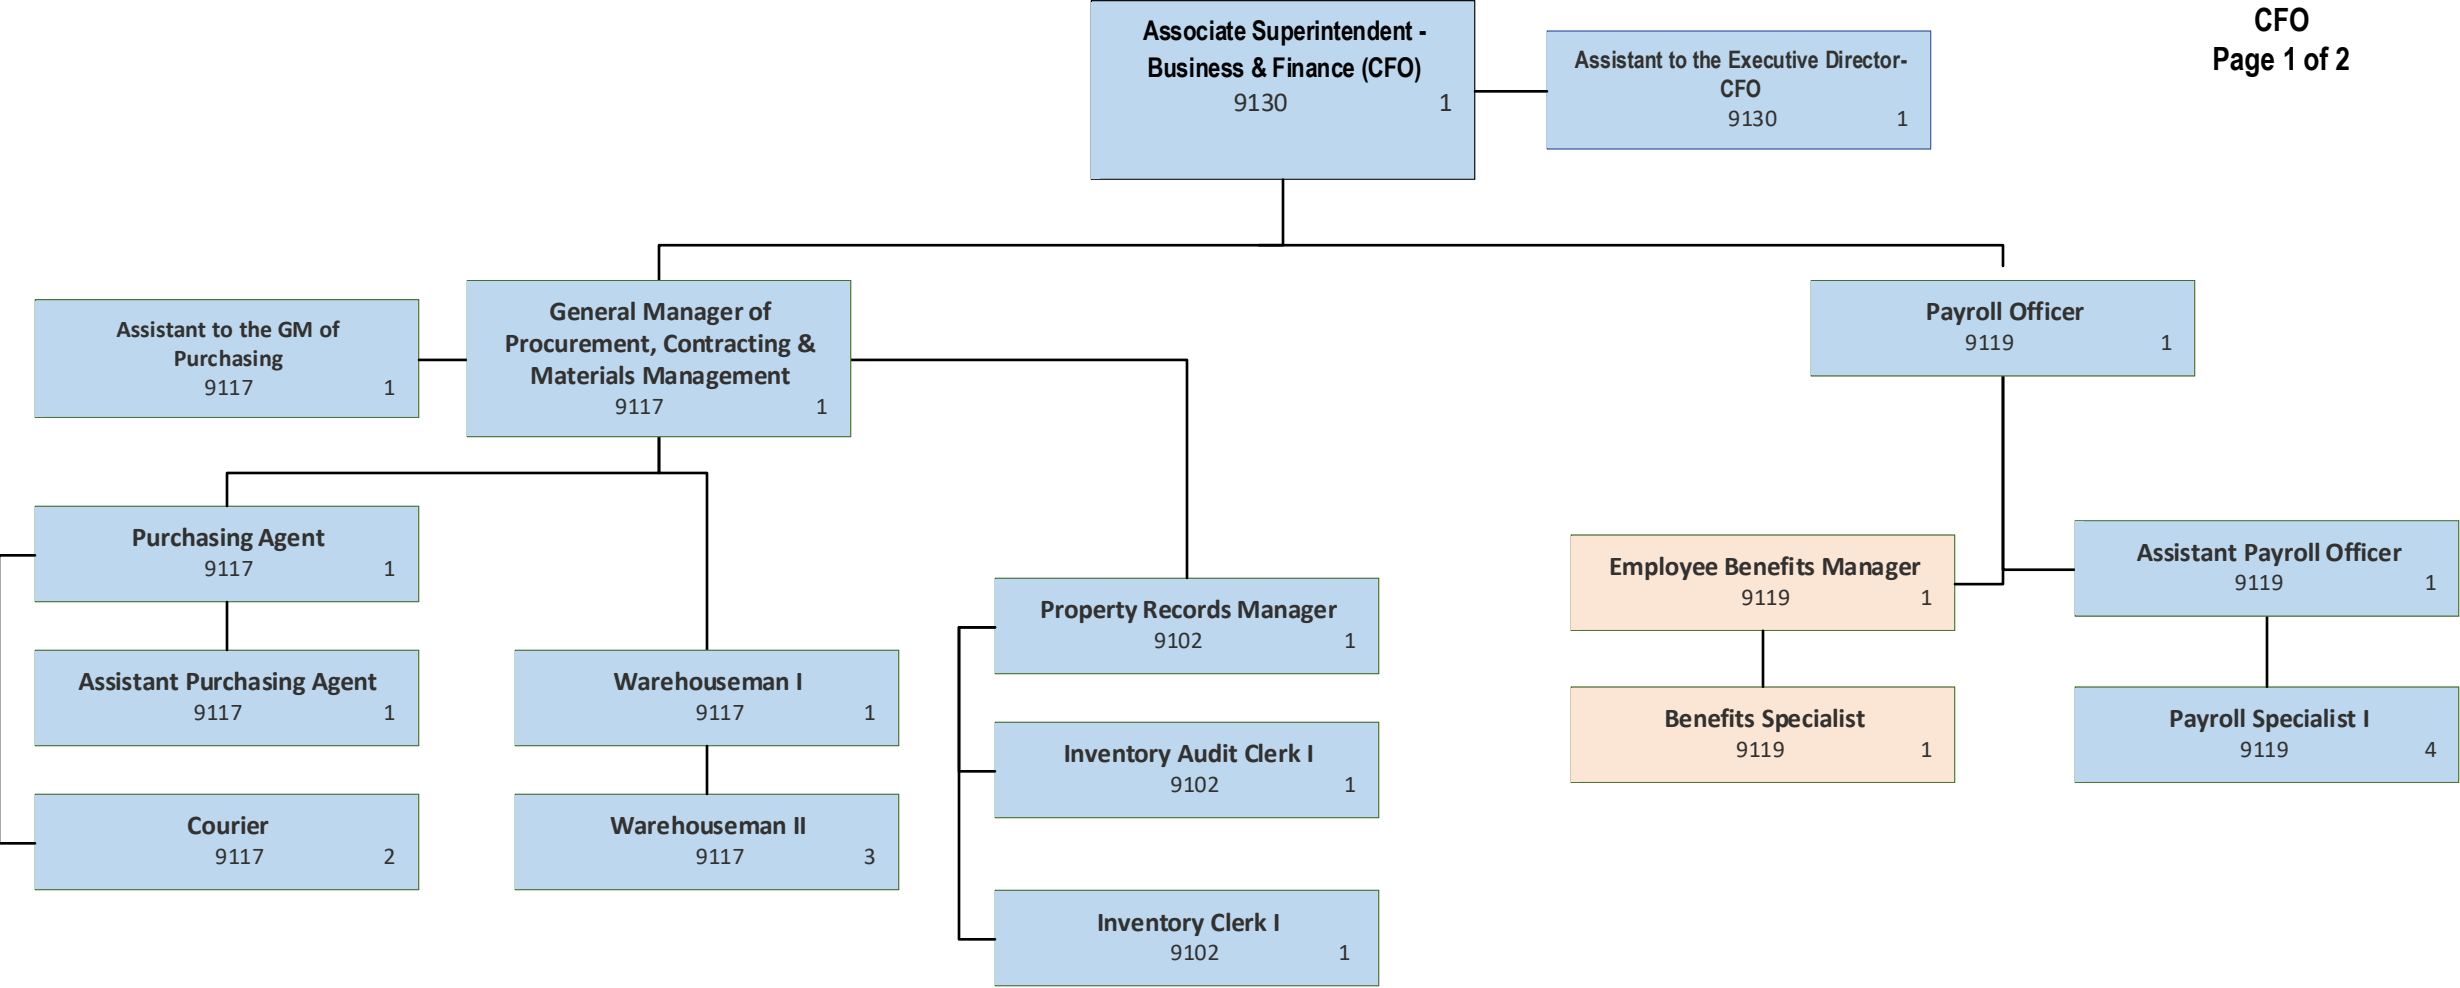 CFO
Page 1 of 2
Associate Superintendent -
Business & Finance (CFO)
9130 1
Assistant to the Executive Director-
CFO
9130 1
Assistant to the GM of
Purchasing
9117 1
General Manager of
Procurement, Contracting &
Materials Management
9117 1
Payroll Officer
9119 1
Purchasing Agent
9117 1
Assistant Purchasing Agent
9117 1
Courier
9117 2
Warehouseman I
9117 1
Warehouseman II
9117 3
Property Records Manager
9102 1
Inventory Audit Clerk I
9102 1
Inventory Clerk I
9102 1
Employee Benefits Manager
9119 1
Benefits Specialist
9119 1
Assistant Payroll Officer
9119 1
Payroll Specialist I
9119 4